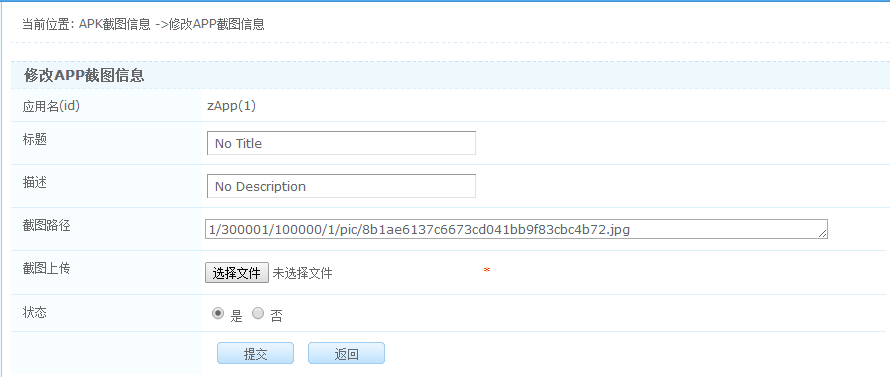 当前位置: APK截图信息 ->修改APP截图信息
修改APP截图信息
应用名(id) zApp(1)
标题 No Title
描述 No Description
截图路径 1/300001/100000/1/pic/8b1ae6137c6673cd041bb9f83cbc4b72.jpg
截图上传 选择文件 未选择文件 *
状态 是 否
提交 返回